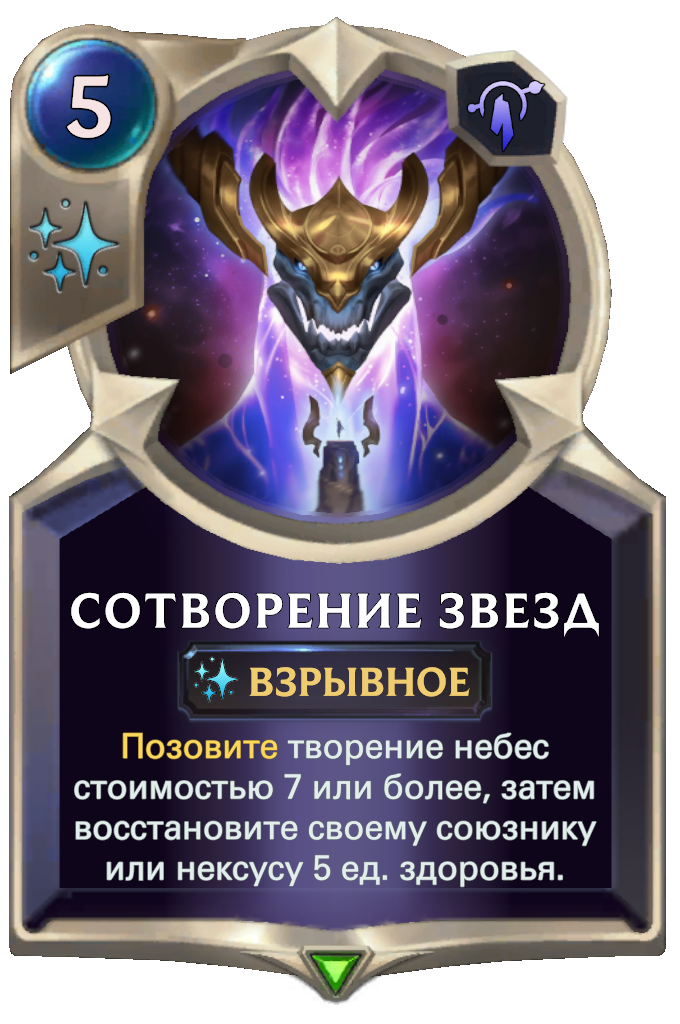 5
СОТВОРЕНИЕ ЗВЕЗД
ВЗРЫВНОЕ
Позовите творение небес
стоимостью 7 или более, затем
восстановите своему союзнику
или нексусу 5 ед. здоровья.